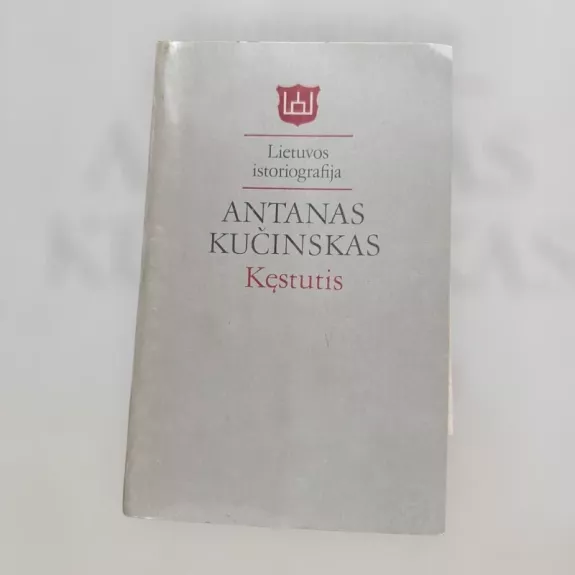 Lietuvos
istoriografija
ANTANAS
KUČINSKAS
Kęstutis